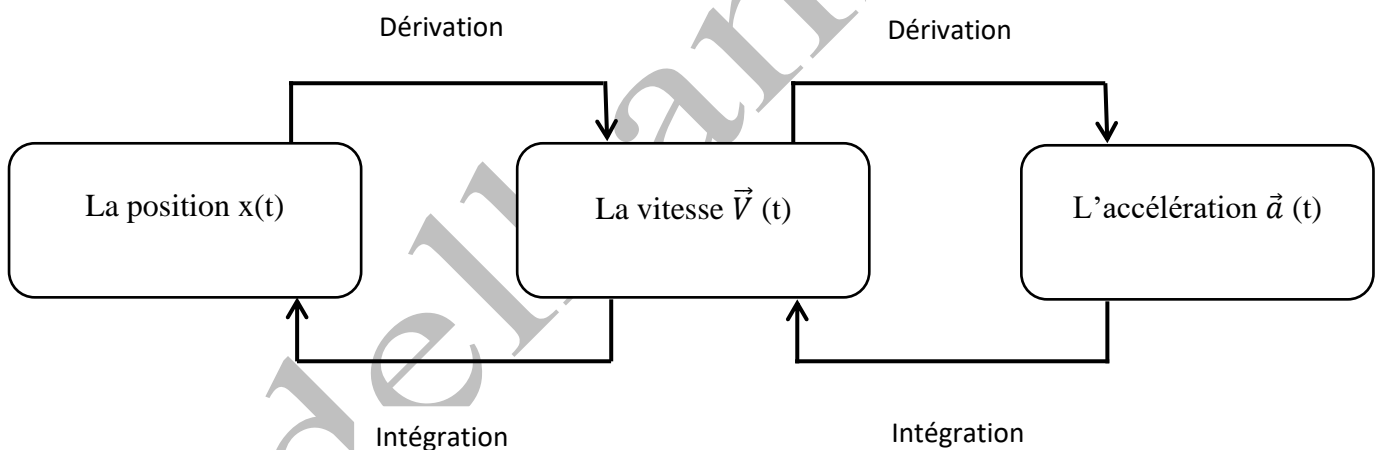 Dérivation
Dérivation
La position x(t)
La vitesse V⃗ (t)
L'accélération a⃗ (t)
Intégration
Intégration